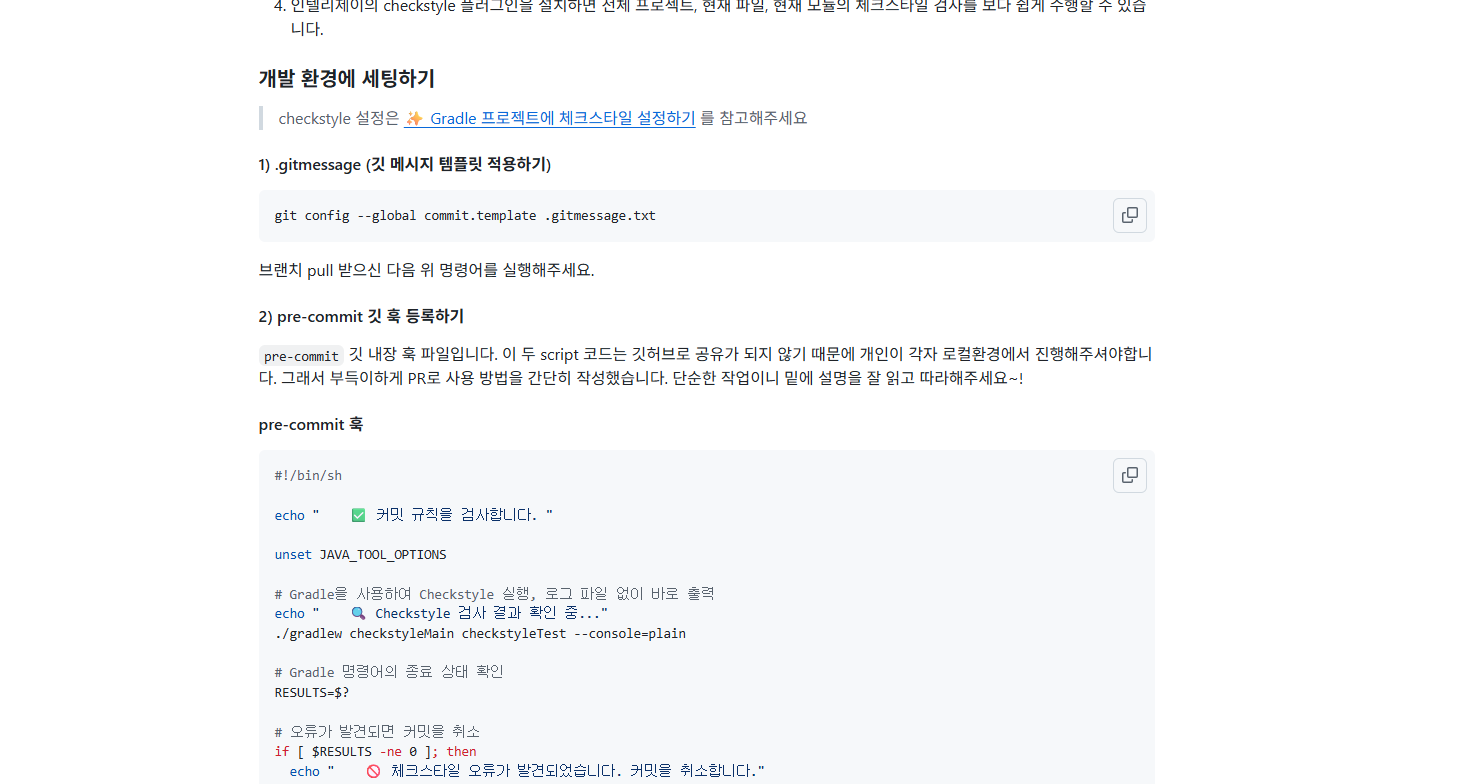 4. 인텔리제이의 checkstyle 플러그인을 설치하면 전체 프로젝트, 현재 파일, 현재 모듈의 체크스타일 검사를 보다 쉽게 수행할 수 있습
니다.
개발 환경에 세팅하기
checkstyle 설정은 ✨ Gradle 프로젝트에 체크스타일 설정하기 를 참고해주세요
1) .gitmessage (깃 메시지 템플릿 적용하기)
git config --global commit.template .gitmessage.txt
브랜치 pull 받으신 다음 위 명령어를 실행해주세요.
2) pre-commit 깃 훅 등록하기
pre-commit 깃 내장 훅 파일입니다. 이 두 script 코드는 깃허브로 공유가 되지 않기 때문에 개인이 각자 로컬환경에서 진행해주셔야합니
다. 그래서 부득이하게 PR로 사용 방법을 간단히 작성했습니다. 단순한 작업이니 밑에 설명을 잘 읽고 따라해주세요~!
pre-commit 훅
#!/bin/sh
echo "    ✅ 커밋 규칙을 검사합니다. "
unset JAVA_TOOL_OPTIONS
# Gradle을 사용하여 Checkstyle 실행, 로그 파일 없이 바로 출력
echo "    🔍 Checkstyle 검사 결과 확인 중..."
./gradlew checkstyleMain checkstyleTest --console=plain
# Gradle 명령어의 종료 상태 확인
RESULTS=$?
# 오류가 발견되면 커밋을 취소
if [ $RESULTS -ne 0 ]; then
  echo "    🚫 체크스타일 오류가 발견되었습니다. 커밋을 취소합니다."